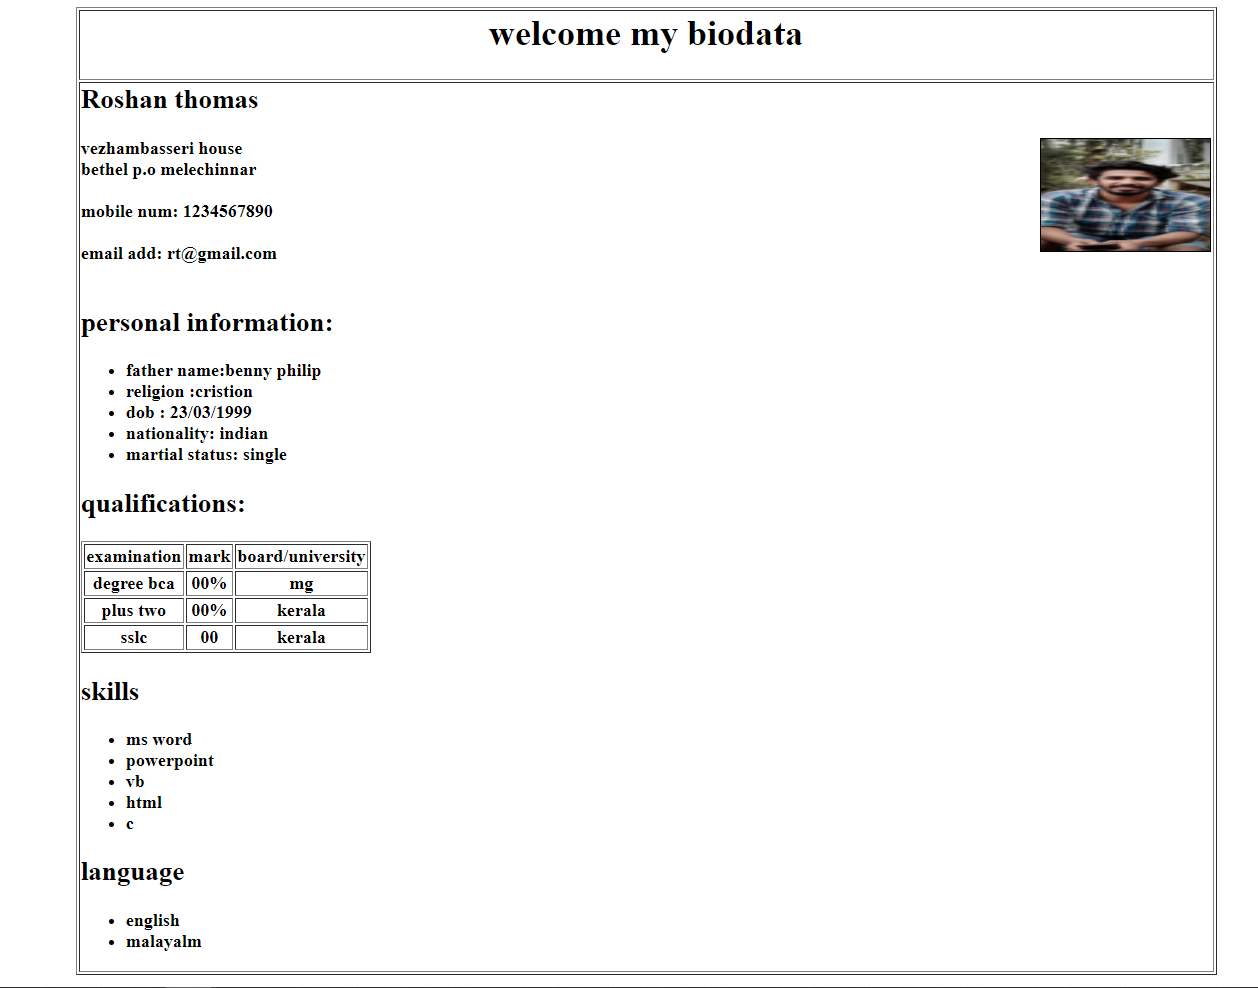 welcome my biodata
Roshan thomas
vezhambasseri house
bethel p.o melechinnar
mobile num: 1234567890
email add: rt@gmail.com
personal information:
father name:benny philip
religion :cristion
dob : 23/03/1999
nationality: indian
martial status: single
qualifications:
examination mark board/university
degree bca 00% mg
plus two 00% kerala
sslc 00 kerala
skills
ms word
powerpoint
vb
html
c
language
english
malayalm